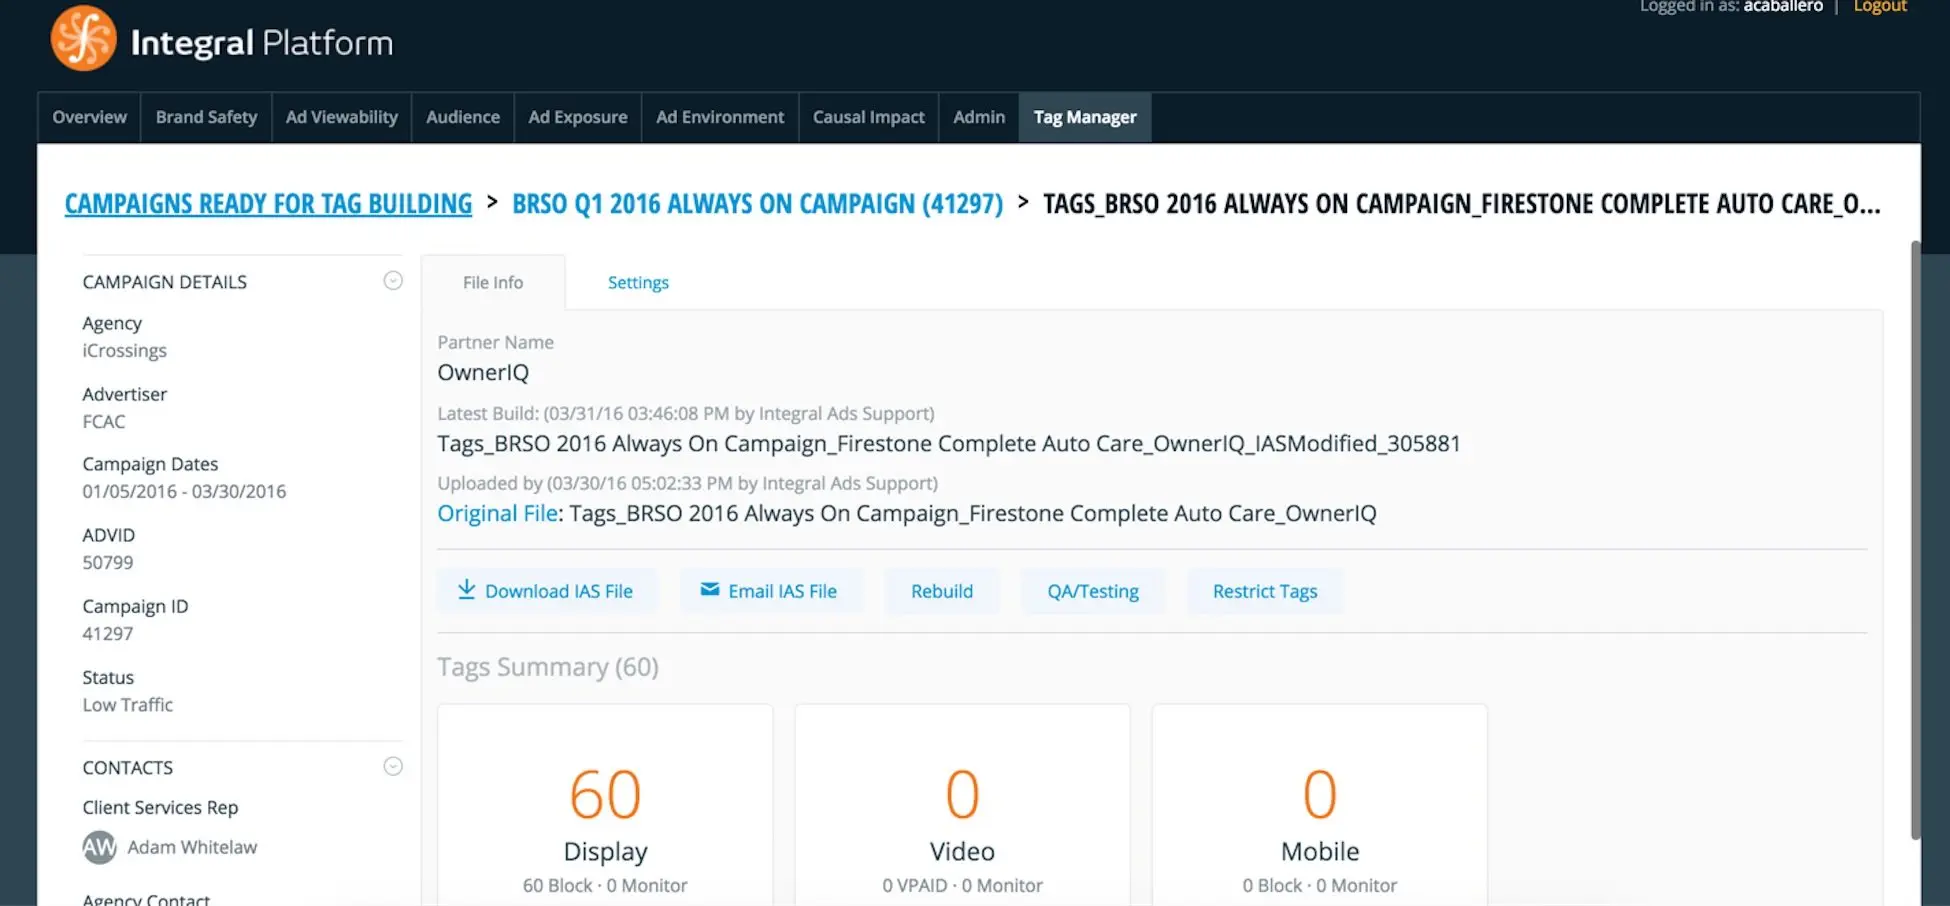 Logged in as: acaballero | Logout
Integral Platform
Overview Brand Safety Ad Viewability Audience Ad Exposure Ad Environment Causal Impact Admin Tag Manager
CAMPAIGNS READY FOR TAG BUILDING > BRSO Q1 2016 ALWAYS ON CAMPAIGN (41297) > TAGS_BRSO 2016 ALWAYS ON CAMPAIGN_FIRESTONE COMPLETE AUTO CARE_O...
CAMPAIGN DETAILS
Agency
iCrossings
Advertiser
FCAC
Campaign Dates
01/05/2016 - 03/30/2016
ADVID
50799
Campaign ID
41297
Status
Low Traffic
CONTACTS
Client Services Rep
AW Adam Whitelaw
Agency Contact
File Info Settings
Partner Name
OwnerIQ
Latest Build: (03/31/16 03:46:08 PM by Integral Ads Support)
Tags_BRSO 2016 Always On Campaign_Firestone Complete Auto Care_OwnerIQ_IASModified_305881
Uploaded by (03/30/16 05:02:33 PM by Integral Ads Support)
Original File: Tags_BRSO 2016 Always On Campaign_Firestone Complete Auto Care_OwnerIQ
Download IAS File Email IAS File Rebuild QA/Testing Restrict Tags
Tags Summary (60)
60
Display
60 Block · 0 Monitor
0
Video
0 VPAID · 0 Monitor
0
Mobile
0 Block · 0 Monitor